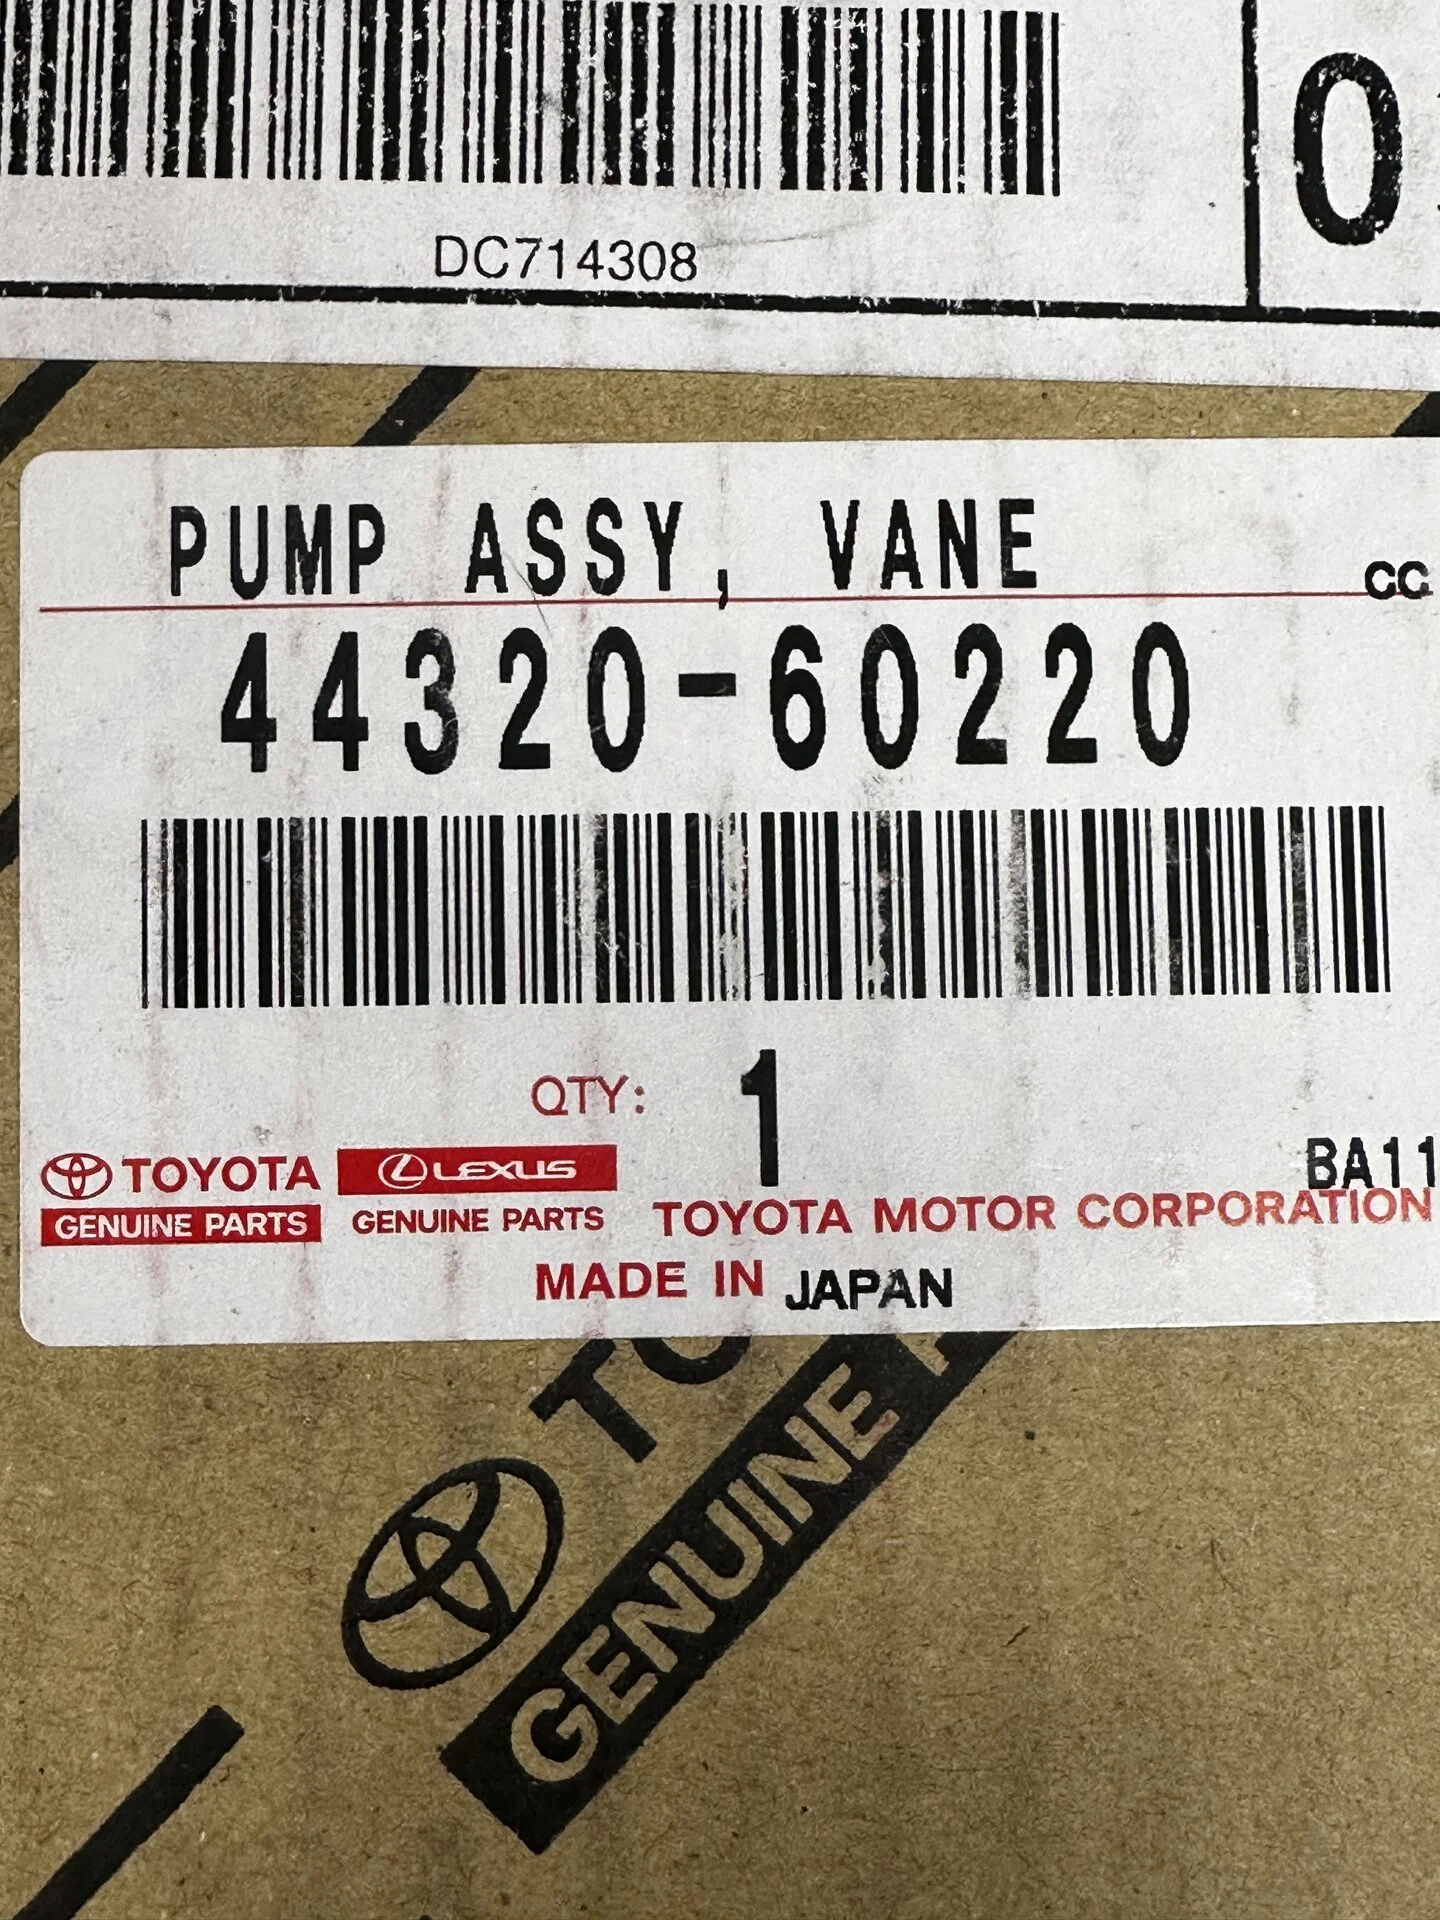 DC714308
PUMP ASSY, VANE
CC
44320-60220
QTY: 1
BA11
TOYOTA LEXUS
GENUINE PARTS GENUINE PARTS TOYOTA MOTOR CORPORATION
MADE IN JAPAN
GENUINE